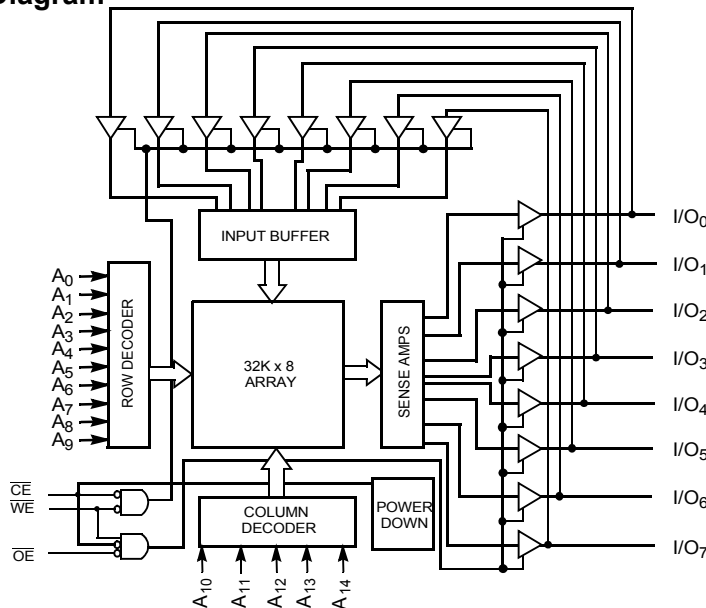 Diagram
INPUT BUFFER
I/O0
I/O1
I/O2
I/O3
I/O4
I/O5
I/O6
I/O7
A0
A1
A2
A3
A4
A5
A6
A7
A8
A9
ROW DECODER
32K x 8
ARRAY
SENSE AMPS
CE
WE
OE
COLUMN
DECODER
POWER
DOWN
A10
A11
A12
A13
A14